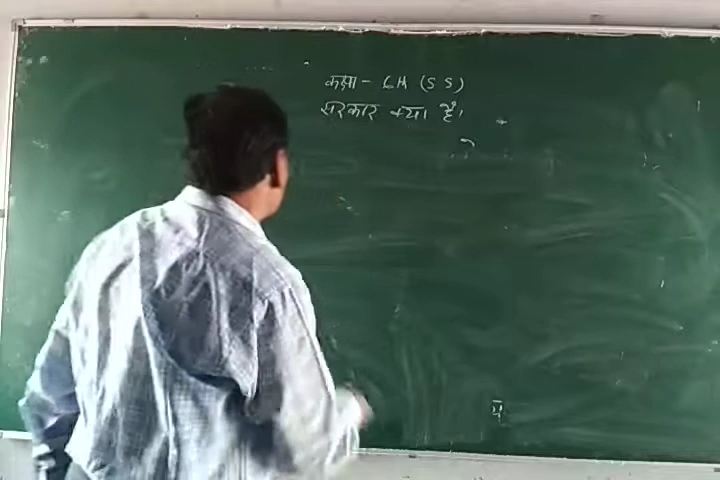 कक्षा - 6th (S S)
सरकार क्या है।